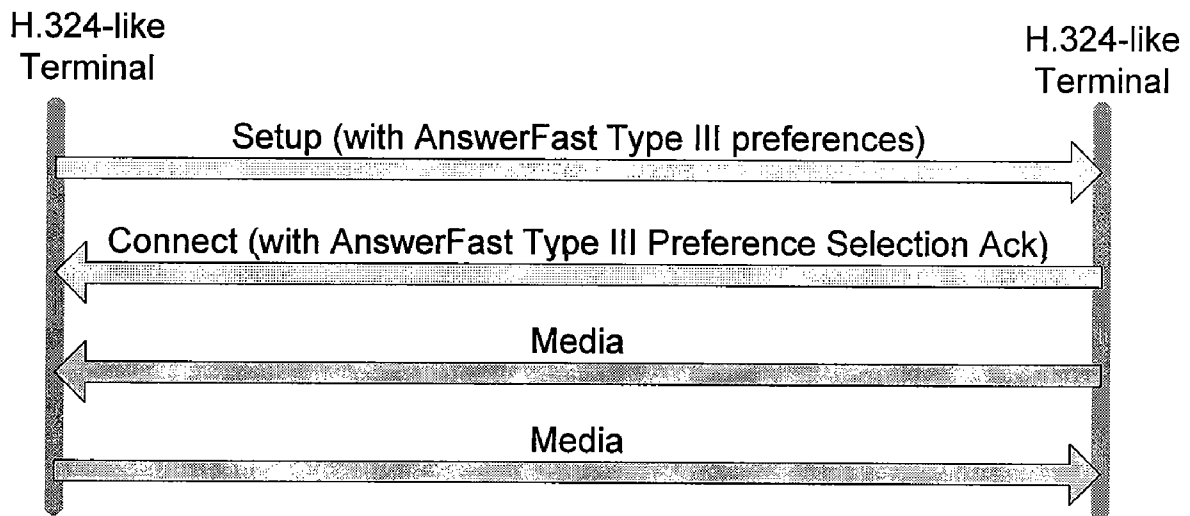 H.324-like
Terminal
H.324-like
Terminal
Setup (with AnswerFast Type III preferences)
Connect (with AnswerFast Type III Preference Selection Ack)
Media
Media